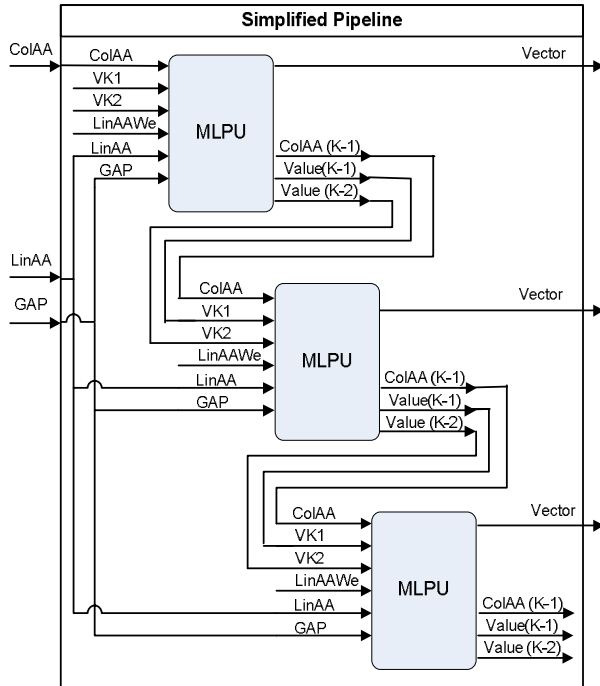 Simplified Pipeline
ColAA
ColAA
VK1
VK2
LinAAWe
LinAA
GAP
MLPU
Vector
ColAA (K-1)
Value(K-1)
Value (K-2)
LinAA
GAP
ColAA
VK1
VK2
LinAAWe
LinAA
GAP
MLPU
Vector
ColAA (K-1)
Value(K-1)
Value (K-2)
ColAA
VK1
VK2
LinAAWe
LinAA
GAP
MLPU
Vector
ColAA (K-1)
Value(K-1)
Value (K-2)